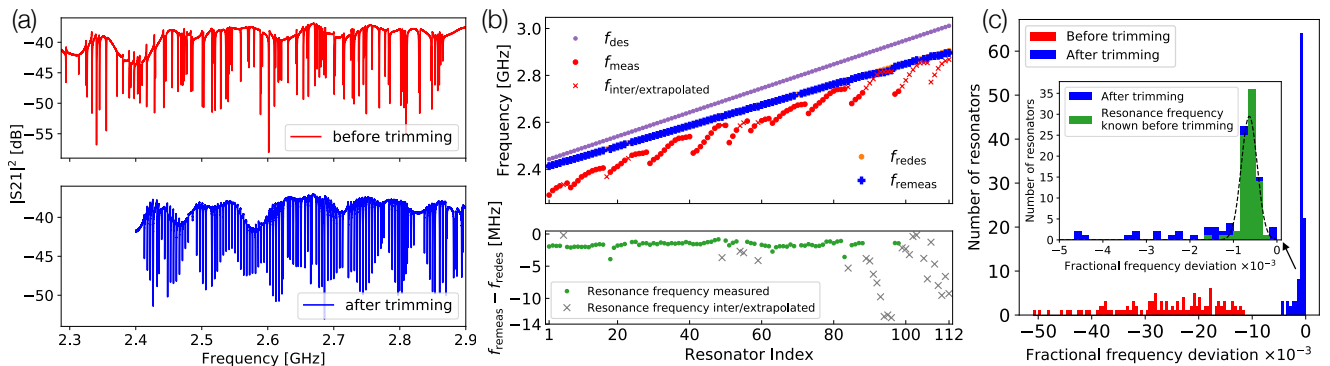 (a)
|S21|² [dB]
−40
−45
−50
−55
before trimming
−40
−45
−50
after trimming
2.3 2.4 2.5 2.6 2.7 2.8 2.9
Frequency [GHz]
(b)
Frequency [GHz]
3.0
2.8
2.6
2.4
2.2
f_des
f_meas
f_inter/extrapolated
f_redes
f_remeas
f_remeas − f_redes [MHz]
0
−5
−10
−14
Resonance frequency measured
Resonance frequency inter/extrapolated
1 20 40 60 80 100 112
Resonator Index
(c)
Number of resonators
60
50
40
30
20
10
0
Before trimming
After trimming
Number of resonators
35
30
25
20
15
10
5
0
After trimming
Resonance frequency
known before trimming
−5 −4 −3 −2 −1 0
Fractional frequency deviation ×10⁻³
−50 −40 −30 −20 −10 0
Fractional frequency deviation ×10⁻³